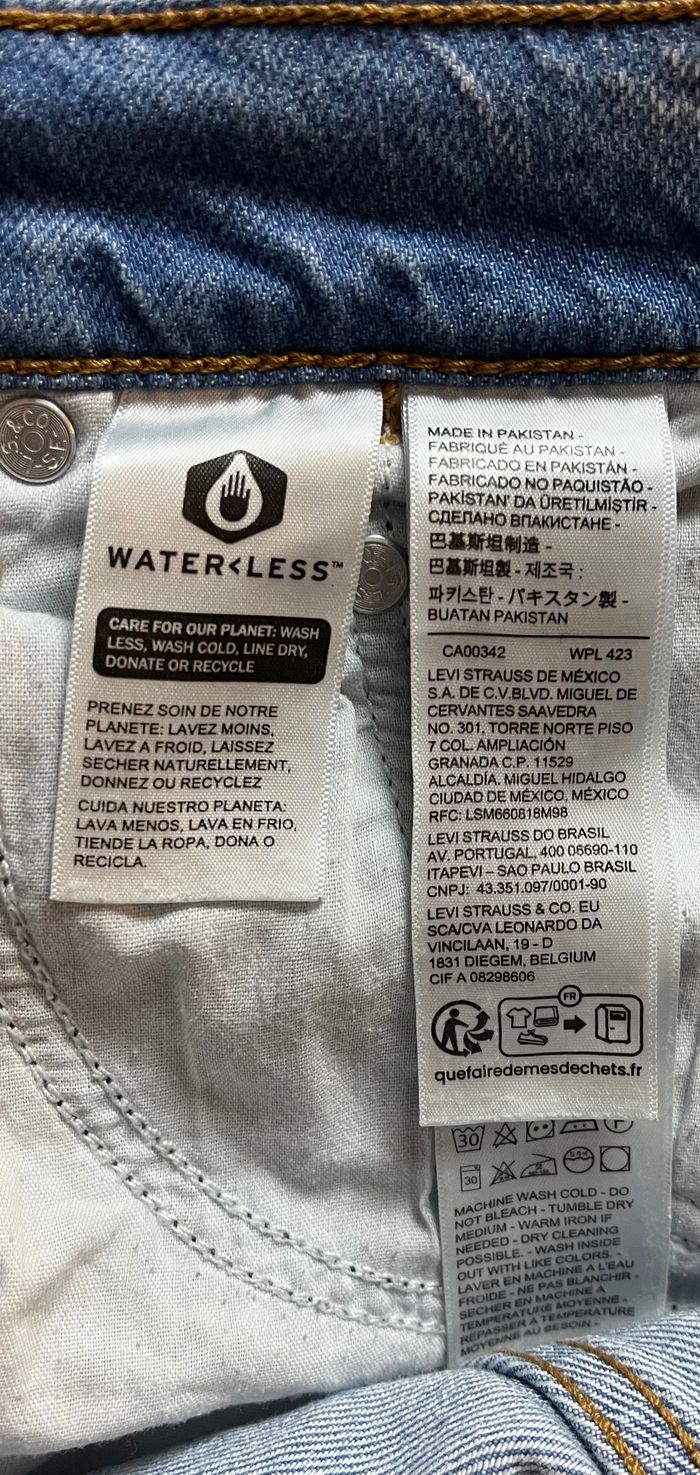 & CO
S F
WATER<LESS™
CARE FOR OUR PLANET: WASH
LESS, WASH COLD, LINE DRY,
DONATE OR RECYCLE
PRENEZ SOIN DE NOTRE
PLANETE: LAVEZ MOINS,
LAVEZ A FROID, LAISSEZ
SECHER NATURELLEMENT,
DONNEZ OU RECYCLEZ
CUIDA NUESTRO PLANETA:
LAVA MENOS, LAVA EN FRIO,
TIENDE LA ROPA, DONA O
RECICLA.
MADE IN PAKISTAN -
FABRIQUÉ AU PAKISTAN -
FABRICADO EN PAKISTÁN -
FABRICADO NO PAQUISTÃO -
PAKİSTAN' DA ÜRETİLMİŞTİR -
СДЕЛАНО ВПАКИСТАНЕ -
巴基斯坦制造 -
巴基斯坦製 - 제조국 :
파키스탄 - パキスタン製 -
BUATAN PAKISTAN
CA00342 WPL 423
LEVI STRAUSS DE MÉXICO
S.A. DE C.V.BLVD. MIGUEL DE
CERVANTES SAAVEDRA
NO. 301, TORRE NORTE PISO
7 COL. AMPLIACIÓN
GRANADA C.P. 11529
ALCALDÍA. MIGUEL HIDALGO
CIUDAD DE MÉXICO, MÉXICO
RFC: LSM660818M98
LEVI STRAUSS DO BRASIL
AV. PORTUGAL, 400 06690-110
ITAPEVI – SAO PAULO BRASIL
CNPJ: 43.351.097/0001-90
LEVI STRAUSS & CO. EU
SCA/CVA LEONARDO DA
VINCILAAN, 19 - D
1831 DIEGEM, BELGIUM
CIF A 08298606
FR
quefairedemesdechets.fr
30
30
MACHINE WASH COLD - DO
NOT BLEACH - TUMBLE DRY
MEDIUM - WARM IRON IF
NEEDED - DRY CLEANING
POSSIBLE. - WASH INSIDE
OUT WITH LIKE COLORS. -
LAVER EN MACHINE A L'EAU
FROIDE - NE PAS BLANCHIR -
SECHER EN MACHINE A
TEMPERATURE MOYENNE -
REPASSER A TEMPERATURE
MOYENNE AU BESOIN -